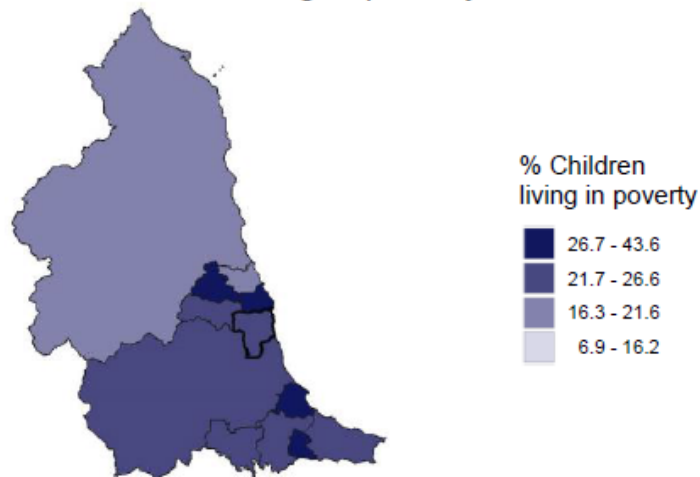 % Children
living in poverty
26.7 - 43.6
21.7 - 26.6
16.3 - 21.6
6.9 - 16.2